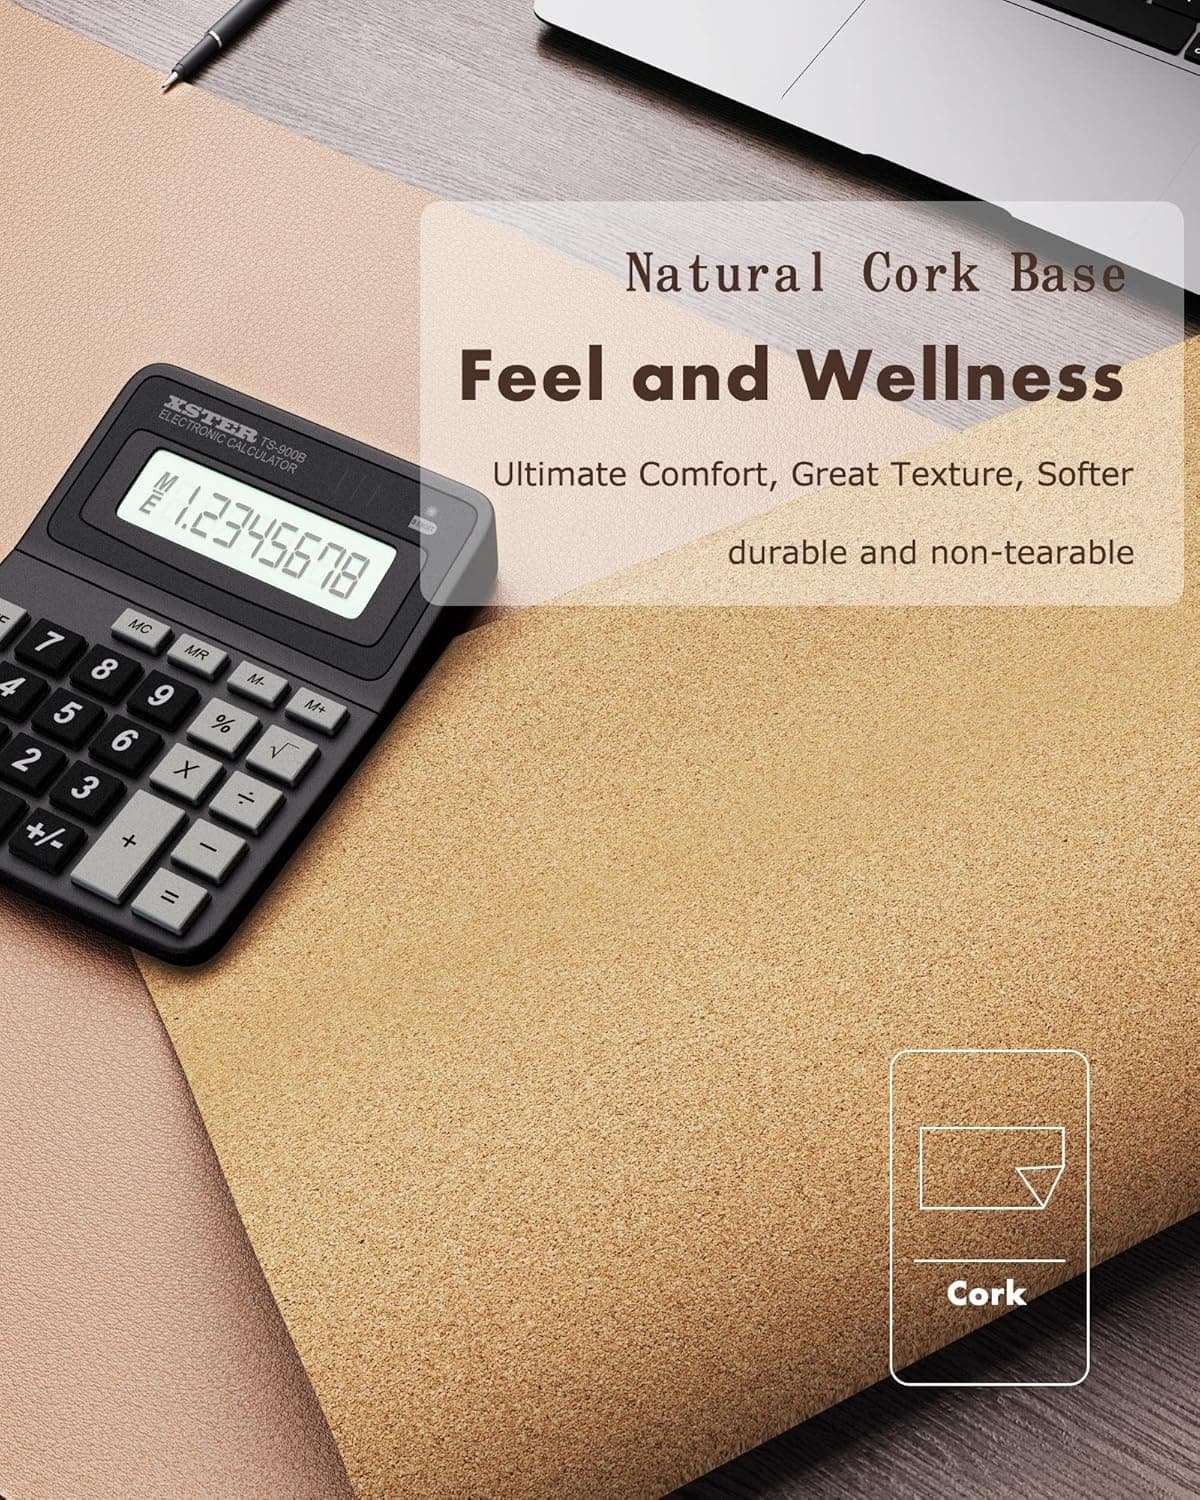 Natural Cork Base
Feel and Wellness
Ultimate Comfort, Great Texture, Softer
durable and non-tearable
XSTER TS-900B
ELECTRONIC CALCULATOR
M
E 1.2345678
MC MR M- M+
7 8 9 % √
4 5 6 X ÷
2 3 + −
+/- =
Cork